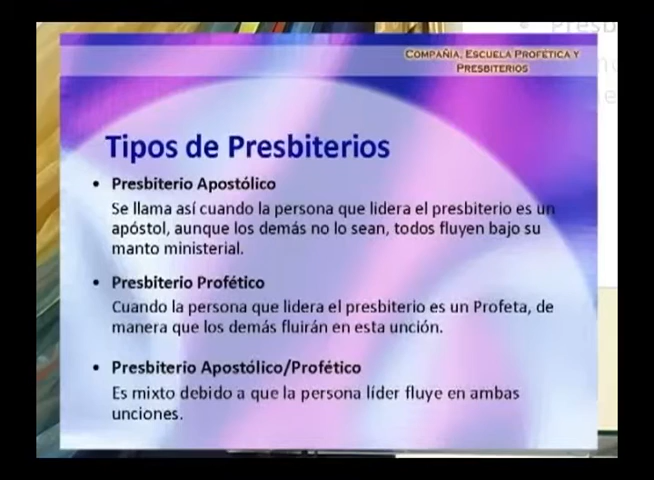 Presb
COMPAÑIA, ESCUELA PROFÉTICA Y
PRESBITERIOS
Tipos de Presbiterios
• Presbiterio Apostólico
Se llama así cuando la persona que lidera el presbiterio es un
apóstol, aunque los demás no lo sean, todos fluyen bajo su
manto ministerial.
• Presbiterio Profético
Cuando la persona que lidera el presbiterio es un Profeta, de
manera que los demás fluirán en esta unción.
• Presbiterio Apostólico/Profético
Es mixto debido a que la persona líder fluye en ambas
unciones.